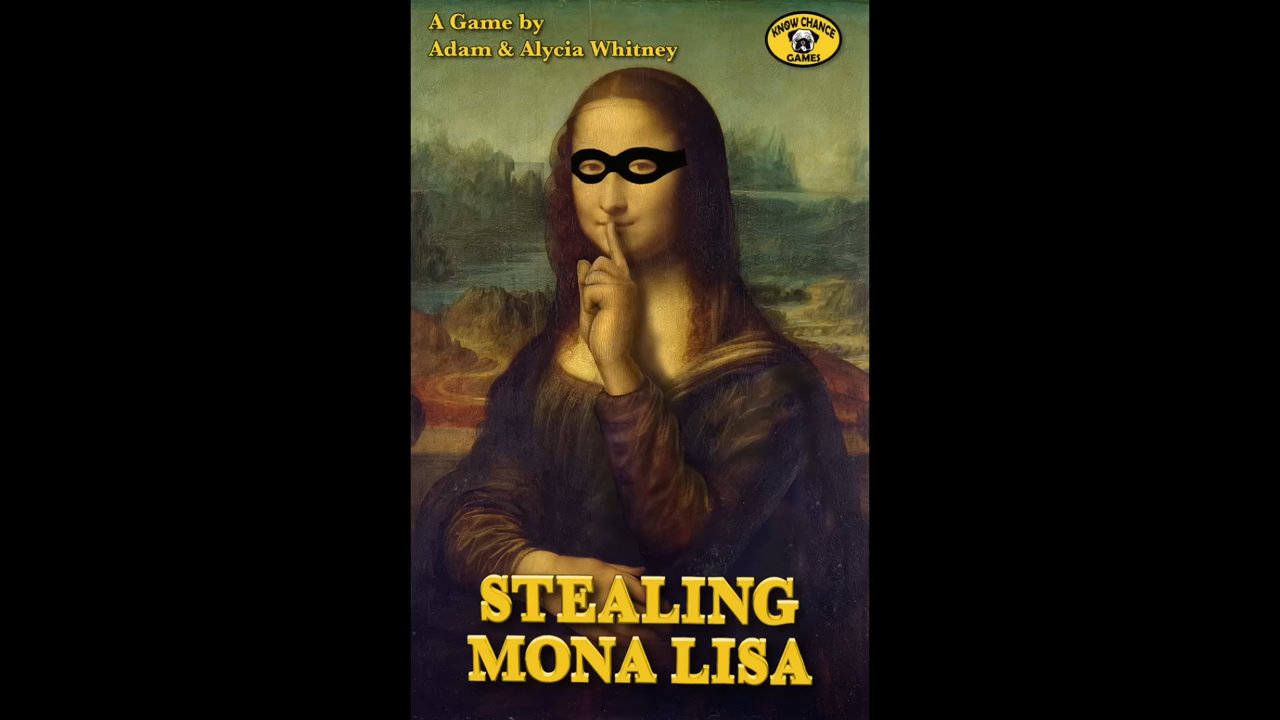 A Game by
Adam & Alycia Whitney
KNOW CHANCE
GAMES
STEALING
MONA LISA